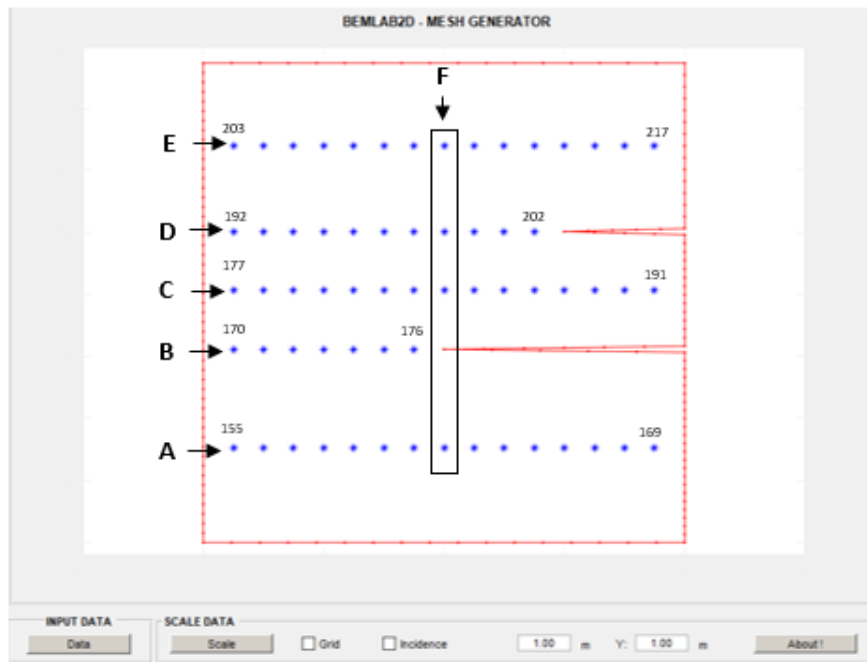 BEMLAB2D - MESH GENERATOR
F
E 203 217
D 192 202
C 177 191
B 170 176
A 155 169
INPUT DATA SCALE DATA
Data Scale Grid Incidence 1.00 m Y: 1.00 m About!